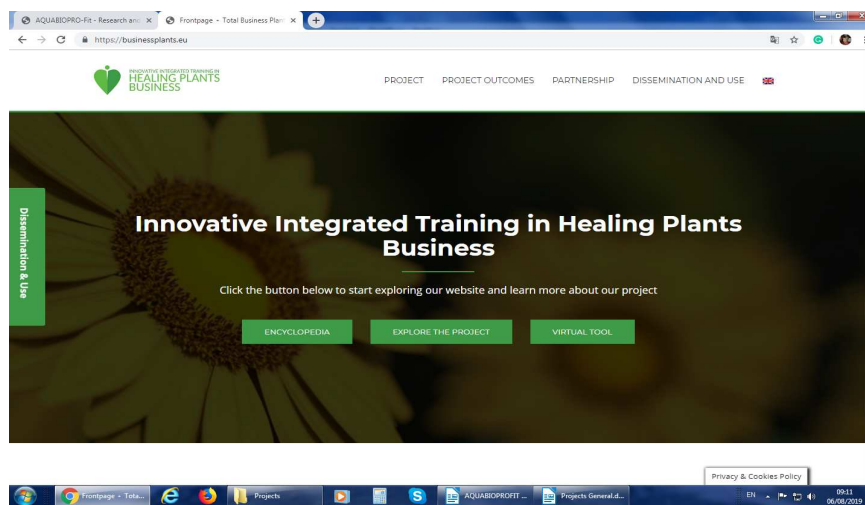 AQUABIOPRO-Fit - Research and
Frontpage - Total Business Plan
https://businessplants.eu
INNOVATIVE INTEGRATED TRAINING IN
HEALING PLANTS
BUSINESS
PROJECT PROJECT OUTCOMES PARTNERSHIP DISSEMINATION AND USE
Dissemination & Use
Innovative Integrated Training in Healing Plants
Business
Click the button below to start exploring our website and learn more about our project
ENCYCLOPEDIA EXPLORE THE PROJECT VIRTUAL TOOL
Privacy & Cookies Policy
Frontpage - Tota... Projects AQUABIOPROFIT ... Projects General.d... EN 09:11
06/08/2019